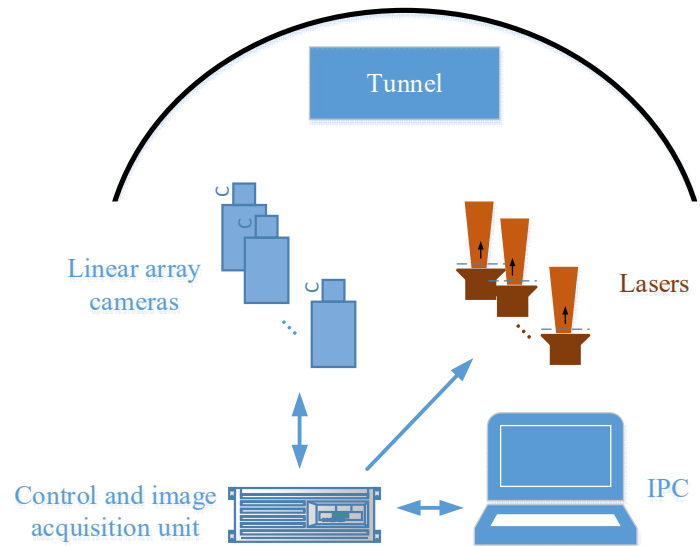 Tunnel
C
C
Linear array
cameras
Lasers
C
Control and image
acquisition unit
IPC